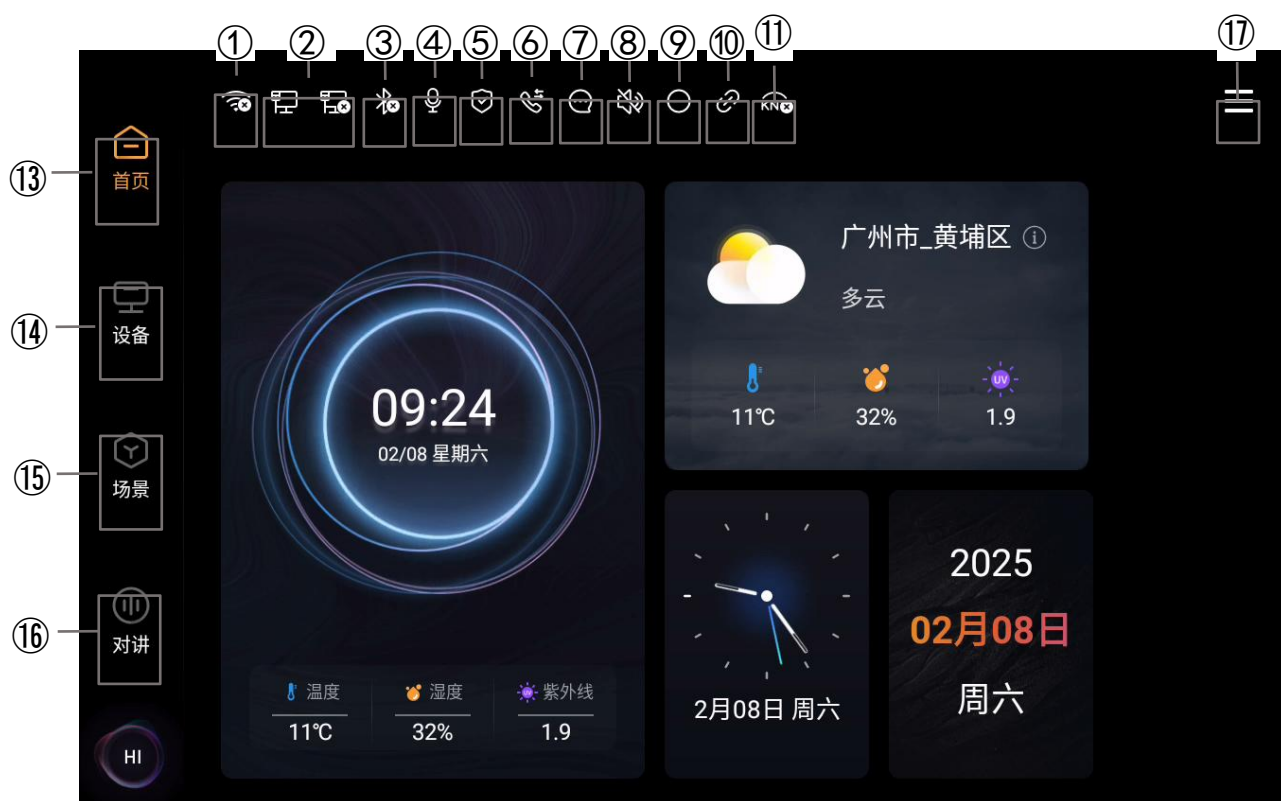 ① ② ③ ④ ⑤ ⑥ ⑦ ⑧ ⑨ ⑩ ⑪ ⑰
KN
⑬ 首页
⑭ 设备
⑮ 场景
⑯ 对讲
HI
09:24
02/08 星期六
温度 湿度 紫外线
11℃ 32% 1.9
广州市_黄埔区
多云
UV
11℃ 32% 1.9
2月08日 周六
2025
02月08日
周六